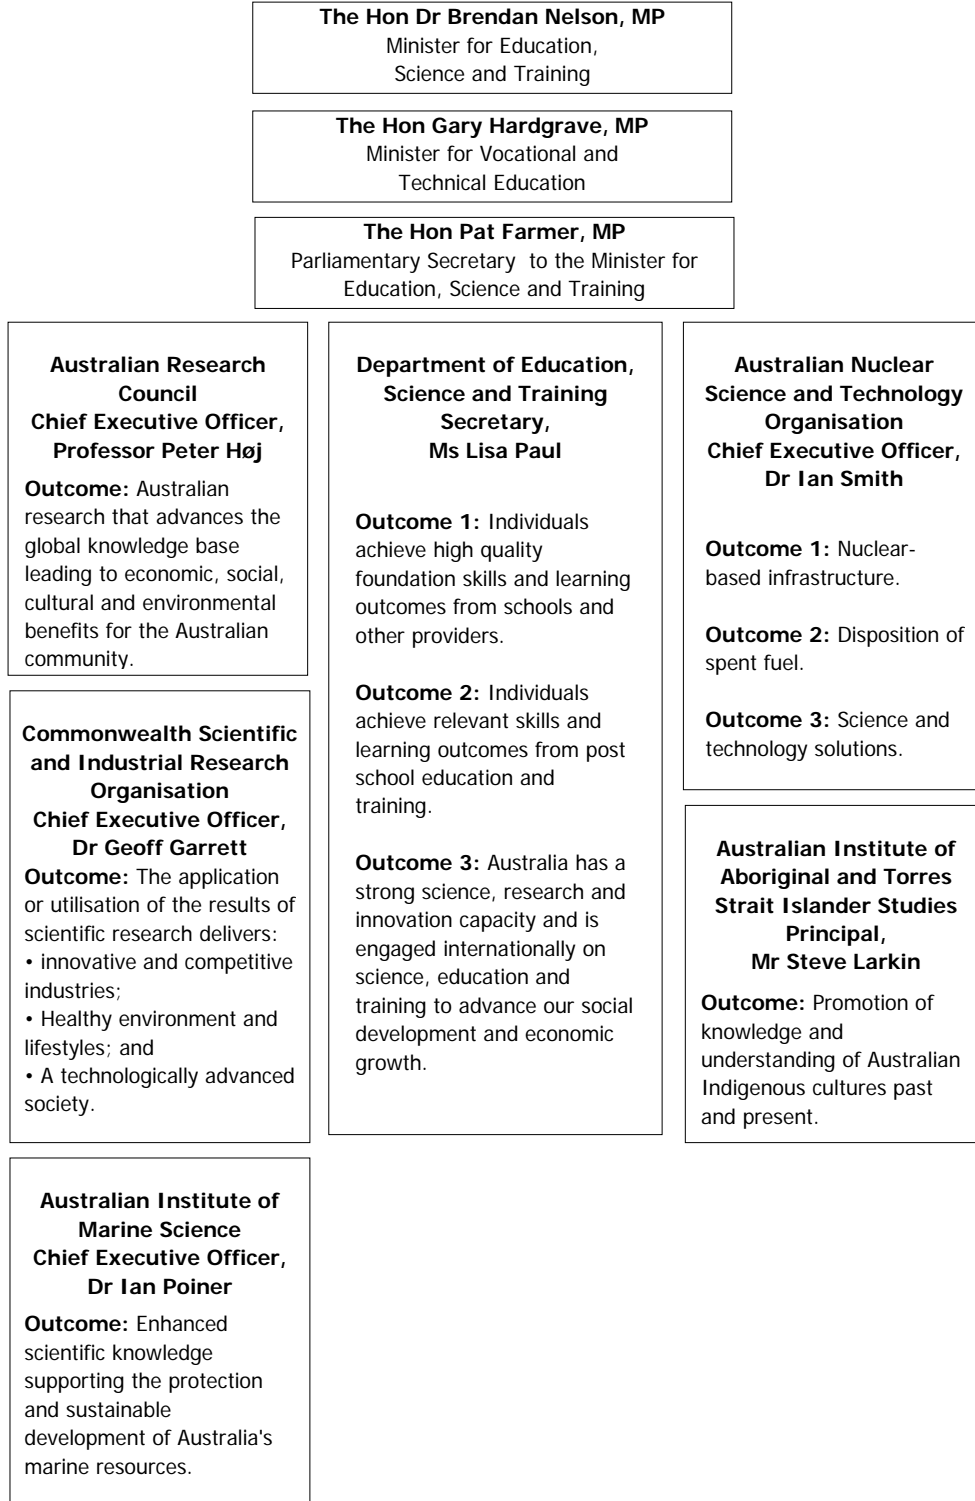 The Hon Dr Brendan Nelson, MP
Minister for Education,
Science and Training
The Hon Gary Hardgrave, MP
Minister for Vocational and
Technical Education
The Hon Pat Farmer, MP
Parliamentary Secretary to the Minister for
Education, Science and Training
Australian Research
Council
Chief Executive Officer,
Professor Peter Høj
Outcome: Australian
research that advances the
global knowledge base
leading to economic, social,
cultural and environmental
benefits for the Australian
community.
Commonwealth Scientific
and Industrial Research
Organisation
Chief Executive Officer,
Dr Geoff Garrett
Outcome: The application
or utilisation of the results of
scientific research delivers:
• innovative and competitive
industries;
• Healthy environment and
lifestyles; and
• A technologically advanced
society.
Australian Institute of
Marine Science
Chief Executive Officer,
Dr Ian Poiner
Outcome: Enhanced
scientific knowledge
supporting the protection
and sustainable
development of Australia's
marine resources.
Department of Education,
Science and Training
Secretary,
Ms Lisa Paul
Outcome 1: Individuals
achieve high quality
foundation skills and learning
outcomes from schools and
other providers.
Outcome 2: Individuals
achieve relevant skills and
learning outcomes from post
school education and
training.
Outcome 3: Australia has a
strong science, research and
innovation capacity and is
engaged internationally on
science, education and
training to advance our social
development and economic
growth.
Australian Nuclear
Science and Technology
Organisation
Chief Executive Officer,
Dr Ian Smith
Outcome 1: Nuclear-
based infrastructure.
Outcome 2: Disposition of
spent fuel.
Outcome 3: Science and
technology solutions.
Australian Institute of
Aboriginal and Torres
Strait Islander Studies
Principal,
Mr Steve Larkin
Outcome: Promotion of
knowledge and
understanding of Australian
Indigenous cultures past
and present.